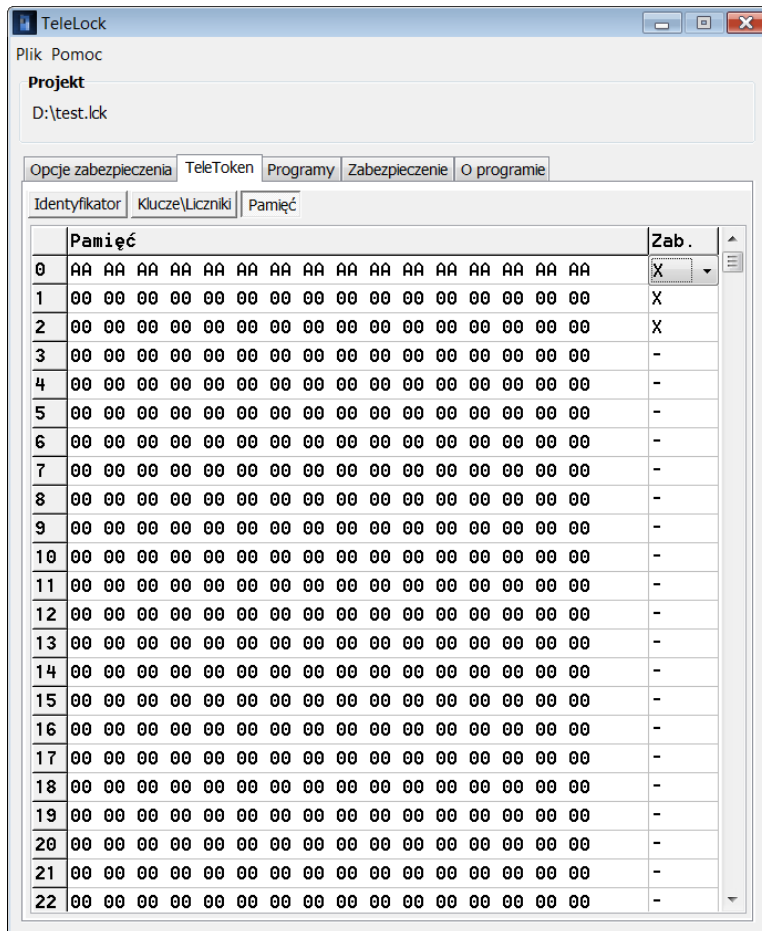 TeleLock
Plik Pomoc
Projekt
D:\test.lck
Opcje zabezpieczenia TeleToken Programy Zabezpieczenie O programie
Identyfikator Klucze\Liczniki Pamięć
Pamięć Zab.
0 AA AA AA AA AA AA AA AA AA AA AA AA AA AA AA AA X
1 00 00 00 00 00 00 00 00 00 00 00 00 00 00 00 00 X
2 00 00 00 00 00 00 00 00 00 00 00 00 00 00 00 00 X
3 00 00 00 00 00 00 00 00 00 00 00 00 00 00 00 00 -
4 00 00 00 00 00 00 00 00 00 00 00 00 00 00 00 00 -
5 00 00 00 00 00 00 00 00 00 00 00 00 00 00 00 00 -
6 00 00 00 00 00 00 00 00 00 00 00 00 00 00 00 00 -
7 00 00 00 00 00 00 00 00 00 00 00 00 00 00 00 00 -
8 00 00 00 00 00 00 00 00 00 00 00 00 00 00 00 00 -
9 00 00 00 00 00 00 00 00 00 00 00 00 00 00 00 00 -
10 00 00 00 00 00 00 00 00 00 00 00 00 00 00 00 00 -
11 00 00 00 00 00 00 00 00 00 00 00 00 00 00 00 00 -
12 00 00 00 00 00 00 00 00 00 00 00 00 00 00 00 00 -
13 00 00 00 00 00 00 00 00 00 00 00 00 00 00 00 00 -
14 00 00 00 00 00 00 00 00 00 00 00 00 00 00 00 00 -
15 00 00 00 00 00 00 00 00 00 00 00 00 00 00 00 00 -
16 00 00 00 00 00 00 00 00 00 00 00 00 00 00 00 00 -
17 00 00 00 00 00 00 00 00 00 00 00 00 00 00 00 00 -
18 00 00 00 00 00 00 00 00 00 00 00 00 00 00 00 00 -
19 00 00 00 00 00 00 00 00 00 00 00 00 00 00 00 00 -
20 00 00 00 00 00 00 00 00 00 00 00 00 00 00 00 00 -
21 00 00 00 00 00 00 00 00 00 00 00 00 00 00 00 00 -
22 00 00 00 00 00 00 00 00 00 00 00 00 00 00 00 00 -